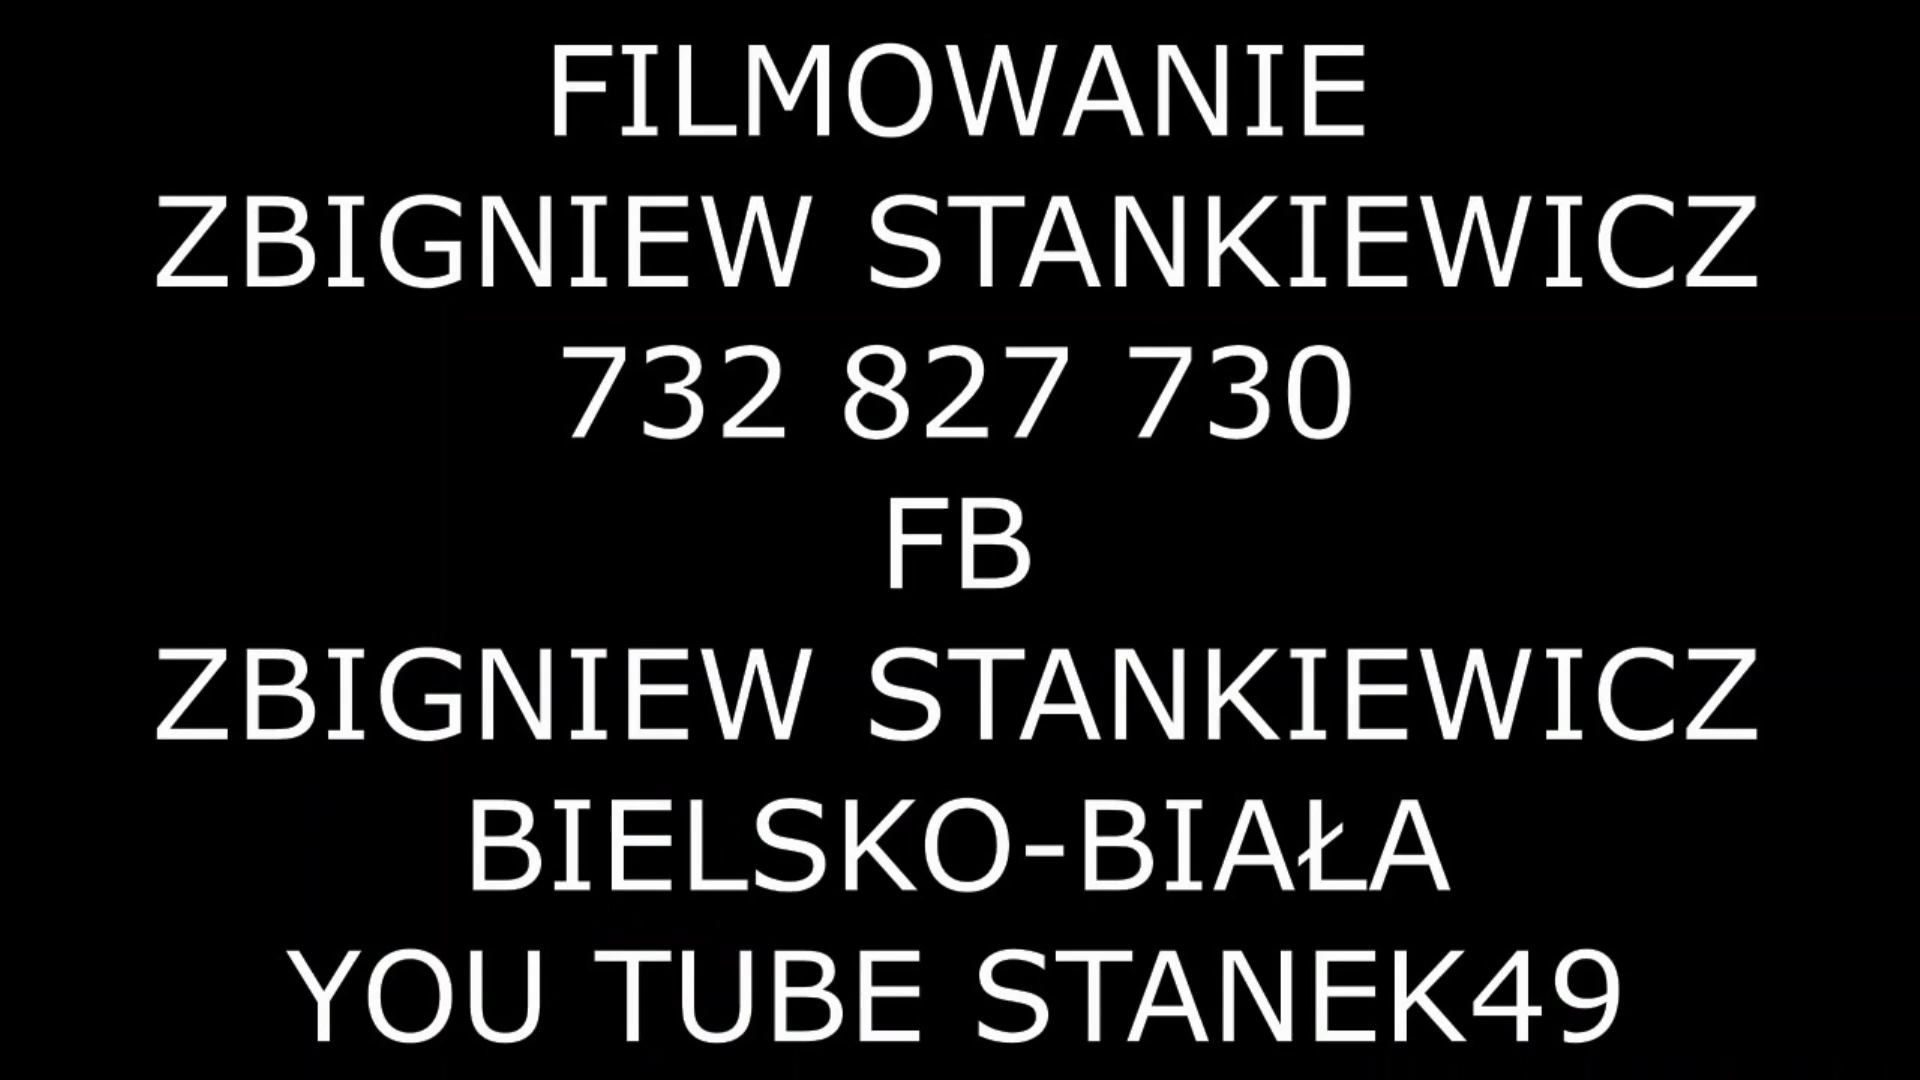 FILMOWANIE
ZBIGNIEW STANKIEWICZ
732 827 730
FB
ZBIGNIEW STANKIEWICZ
BIELSKO-BIAŁA
YOU TUBE STANEK49